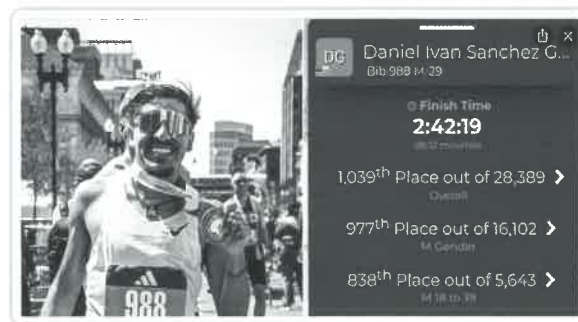 988
DG
Daniel Ivan Sanchez G...
Bib 988 M 29
Finish Time
2:42:19
1,039th Place out of 28,389
Overall
977th Place out of 16,102
M Gender
838th Place out of 5,643
M 18 to 39